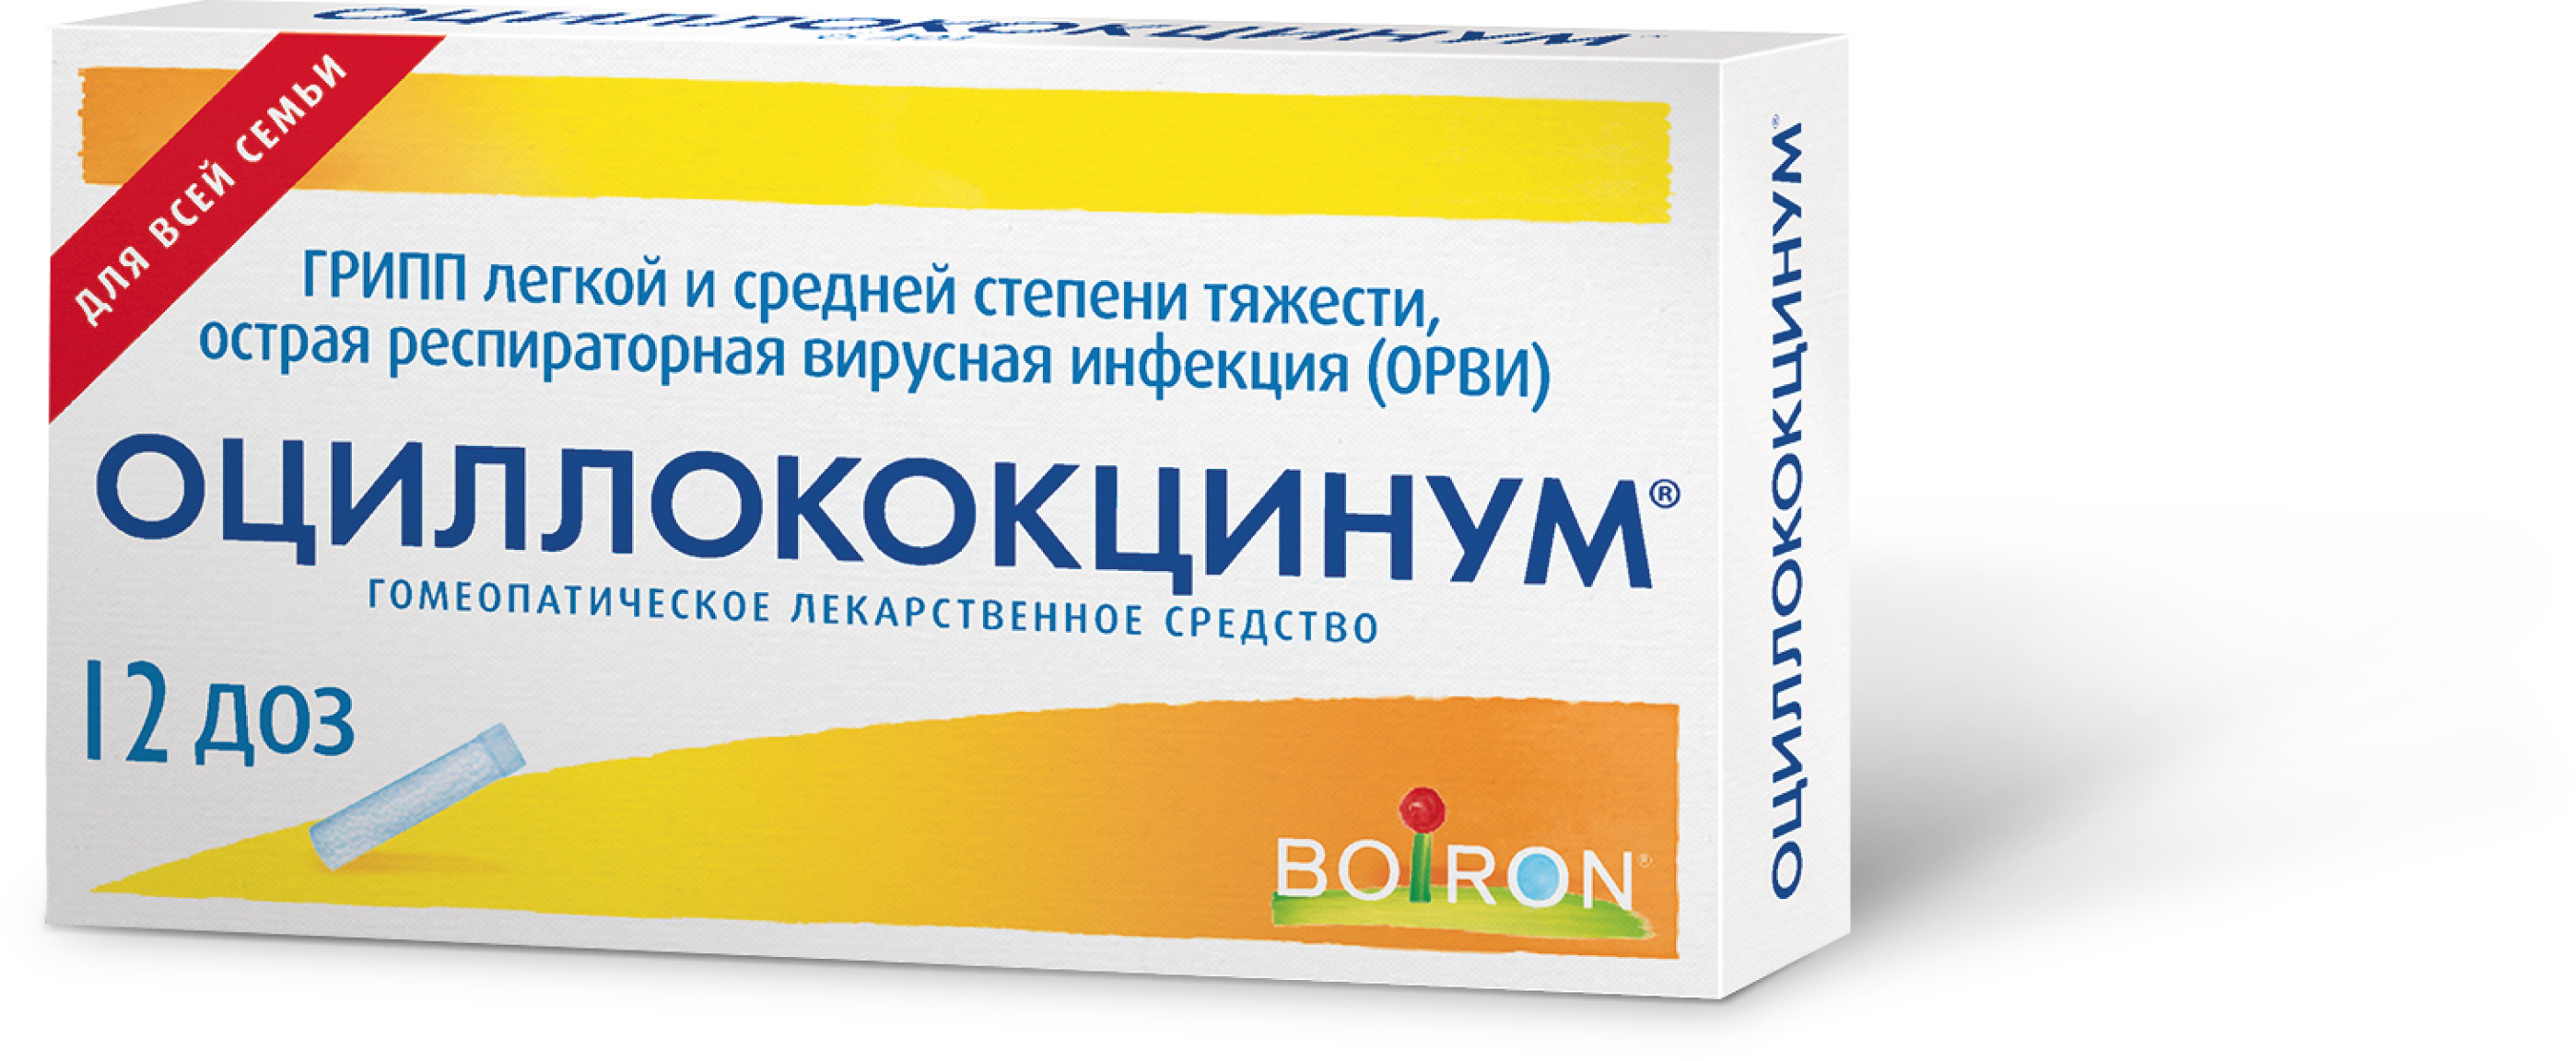 ОЦИЛЛОКОКЦИНУМ
ДЛЯ ВСЕЙ СЕМЬИ
ГРИПП легкой и средней степени тяжести,
острая респираторная вирусная инфекция (ОРВИ)
ОЦИЛЛОКОКЦИНУМ®
ГОМЕОПАТИЧЕСКОЕ ЛЕКАРСТВЕННОЕ СРЕДСТВО
12 доз
BOIRON®
ОЦИЛЛОКОКЦИНУМ®